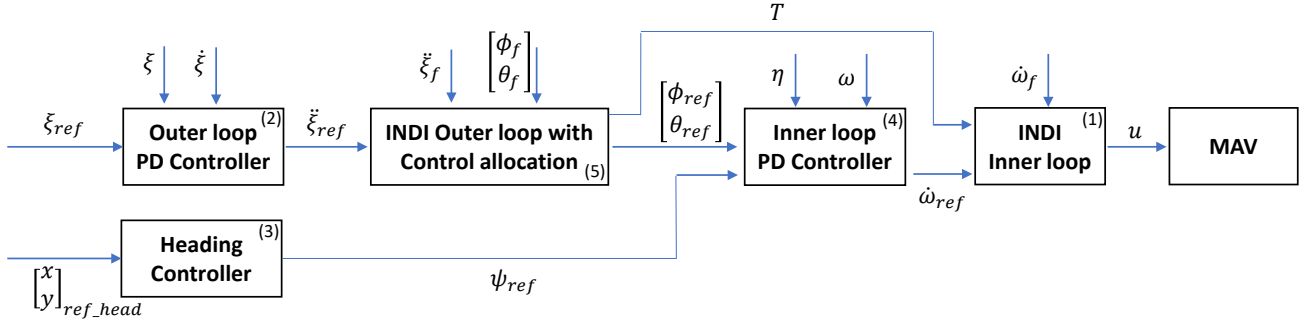 T
ξ
ξ̇
ξ̈_f
[ϕ_f
θ_f]
η
ω
ω̇_f
ξ_ref
(2)
Outer loop
PD Controller
ξ̈_ref
INDI Outer loop with
Control allocation
(5)
[ϕ_ref
θ_ref]
(4)
Inner loop
PD Controller
ω̇_ref
(1)
INDI
Inner loop
u
MAV
[x
y]_ref_head
(3)
Heading
Controller
ψ_ref